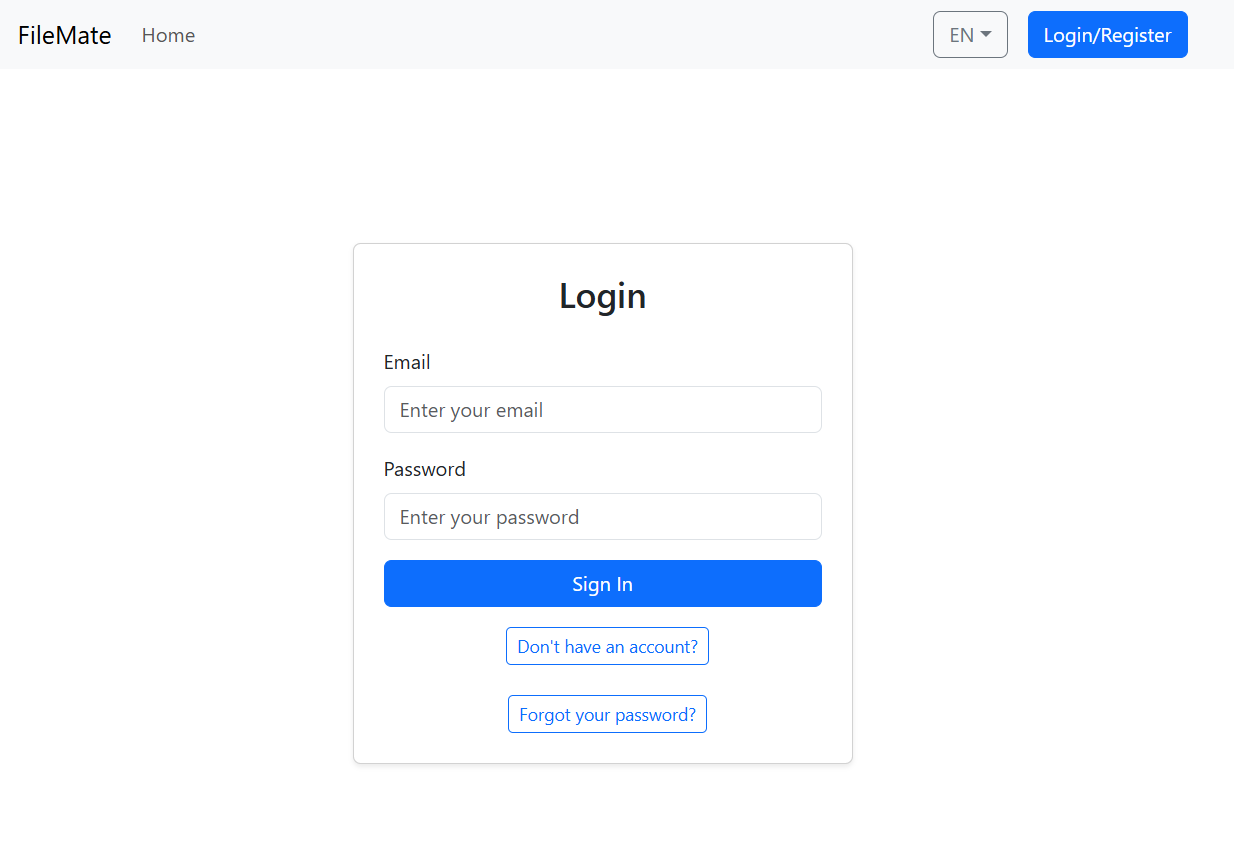 FileMate Home EN Login/Register
Login
Email
Enter your email
Password
Enter your password
Sign In
Don't have an account?
Forgot your password?